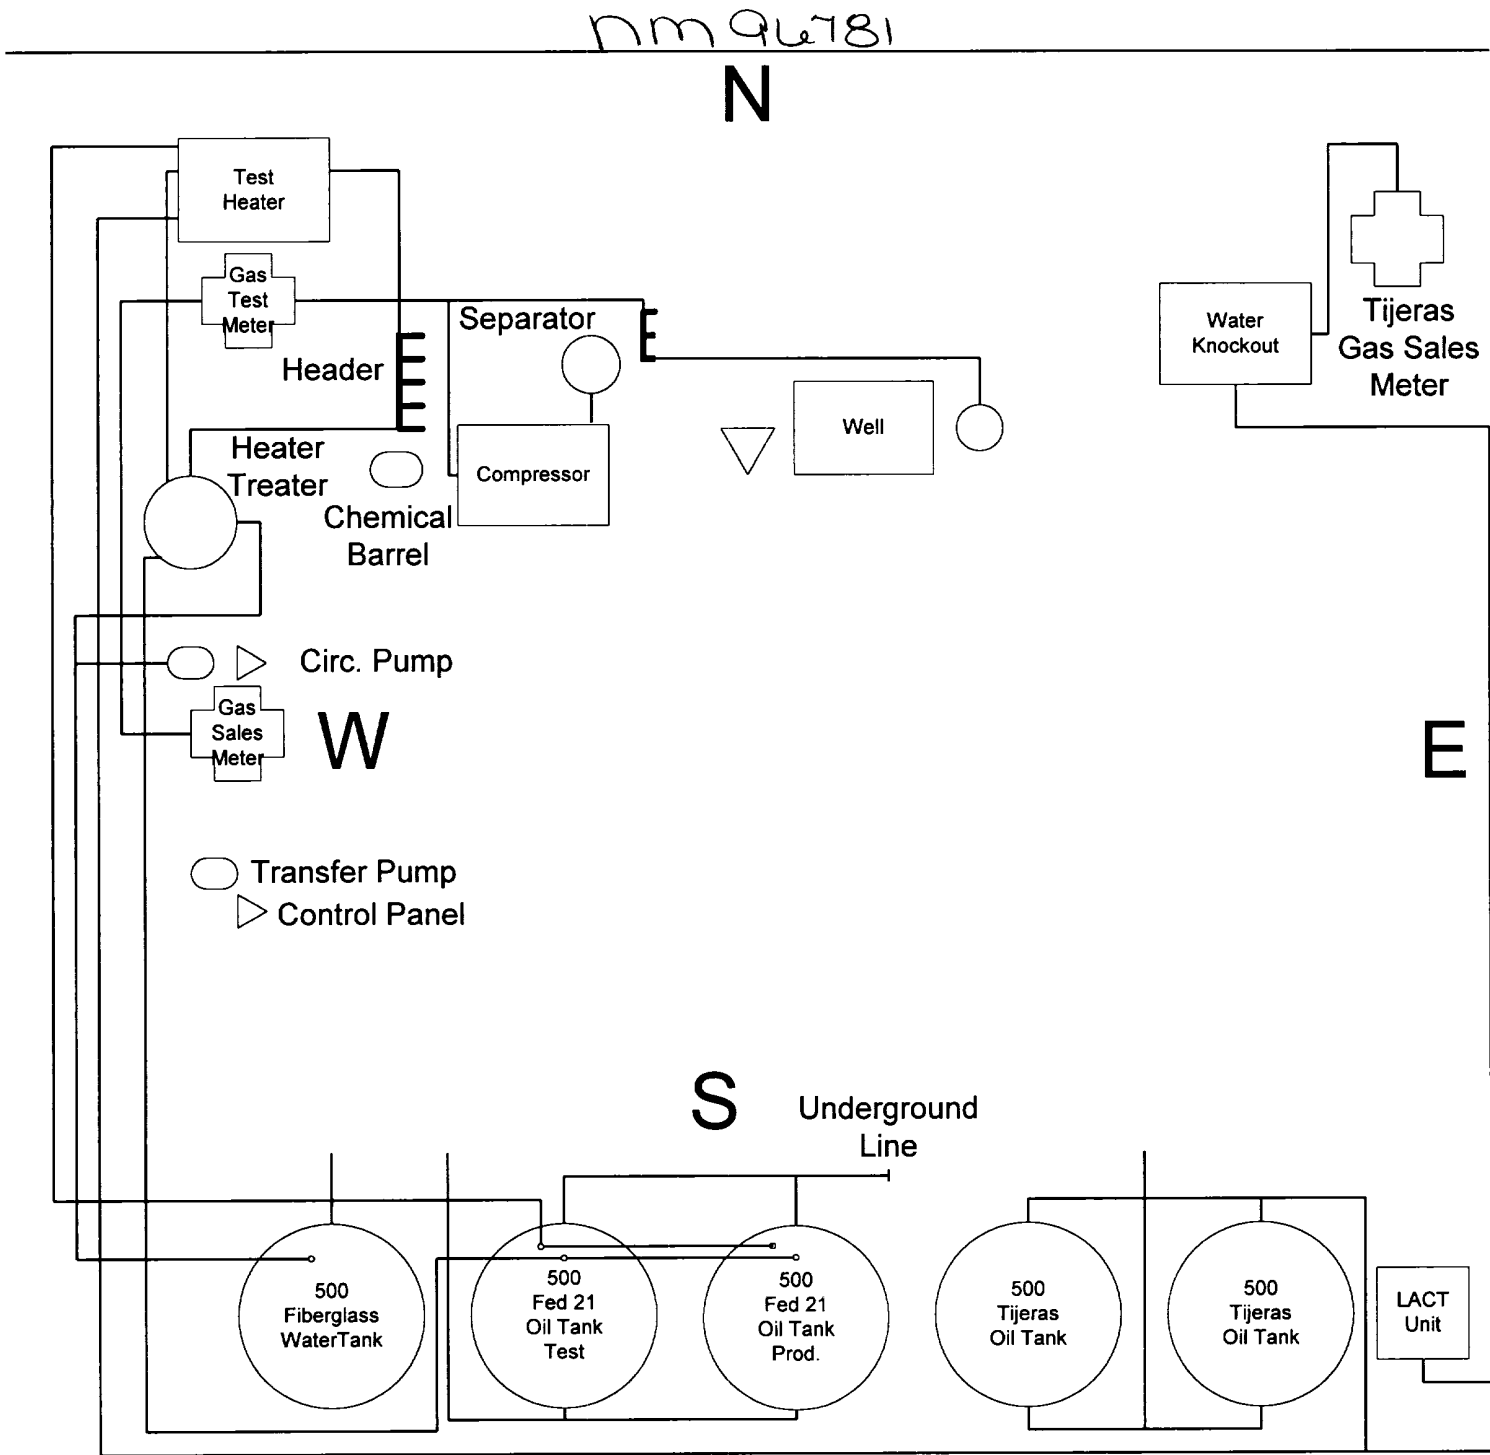 nm96781
N
Test
Heater
Gas
Test
Meter
Separator
Header
Water
Knockout
Tijeras
Gas Sales
Meter
Well
Heater
Treater
Compressor
Chemical
Barrel
Circ. Pump
Gas
Sales
Meter
W
E
Transfer Pump
Control Panel
S
Underground
Line
500
Fiberglass
WaterTank
500
Fed 21
Oil Tank
Test
500
Fed 21
Oil Tank
Prod.
500
Tijeras
Oil Tank
500
Tijeras
Oil Tank
LACT
Unit